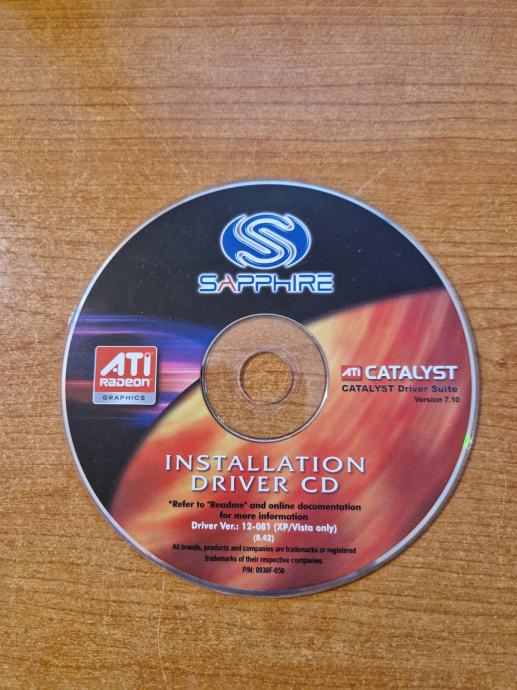 SAPPHIRE
ATI
RADEON
GRAPHICS
ATI CATALYST
CATALYST Driver Suite
Version 7.10
INSTALLATION
DRIVER CD
*Refer to "Readme" and online documentation
for more information
Driver Ver.: 12-081 (XP/Vista only)
(8.42)
All brands, products and companies are trademarks or registered
trademarks of their respective companies
P/N: 0930F-050